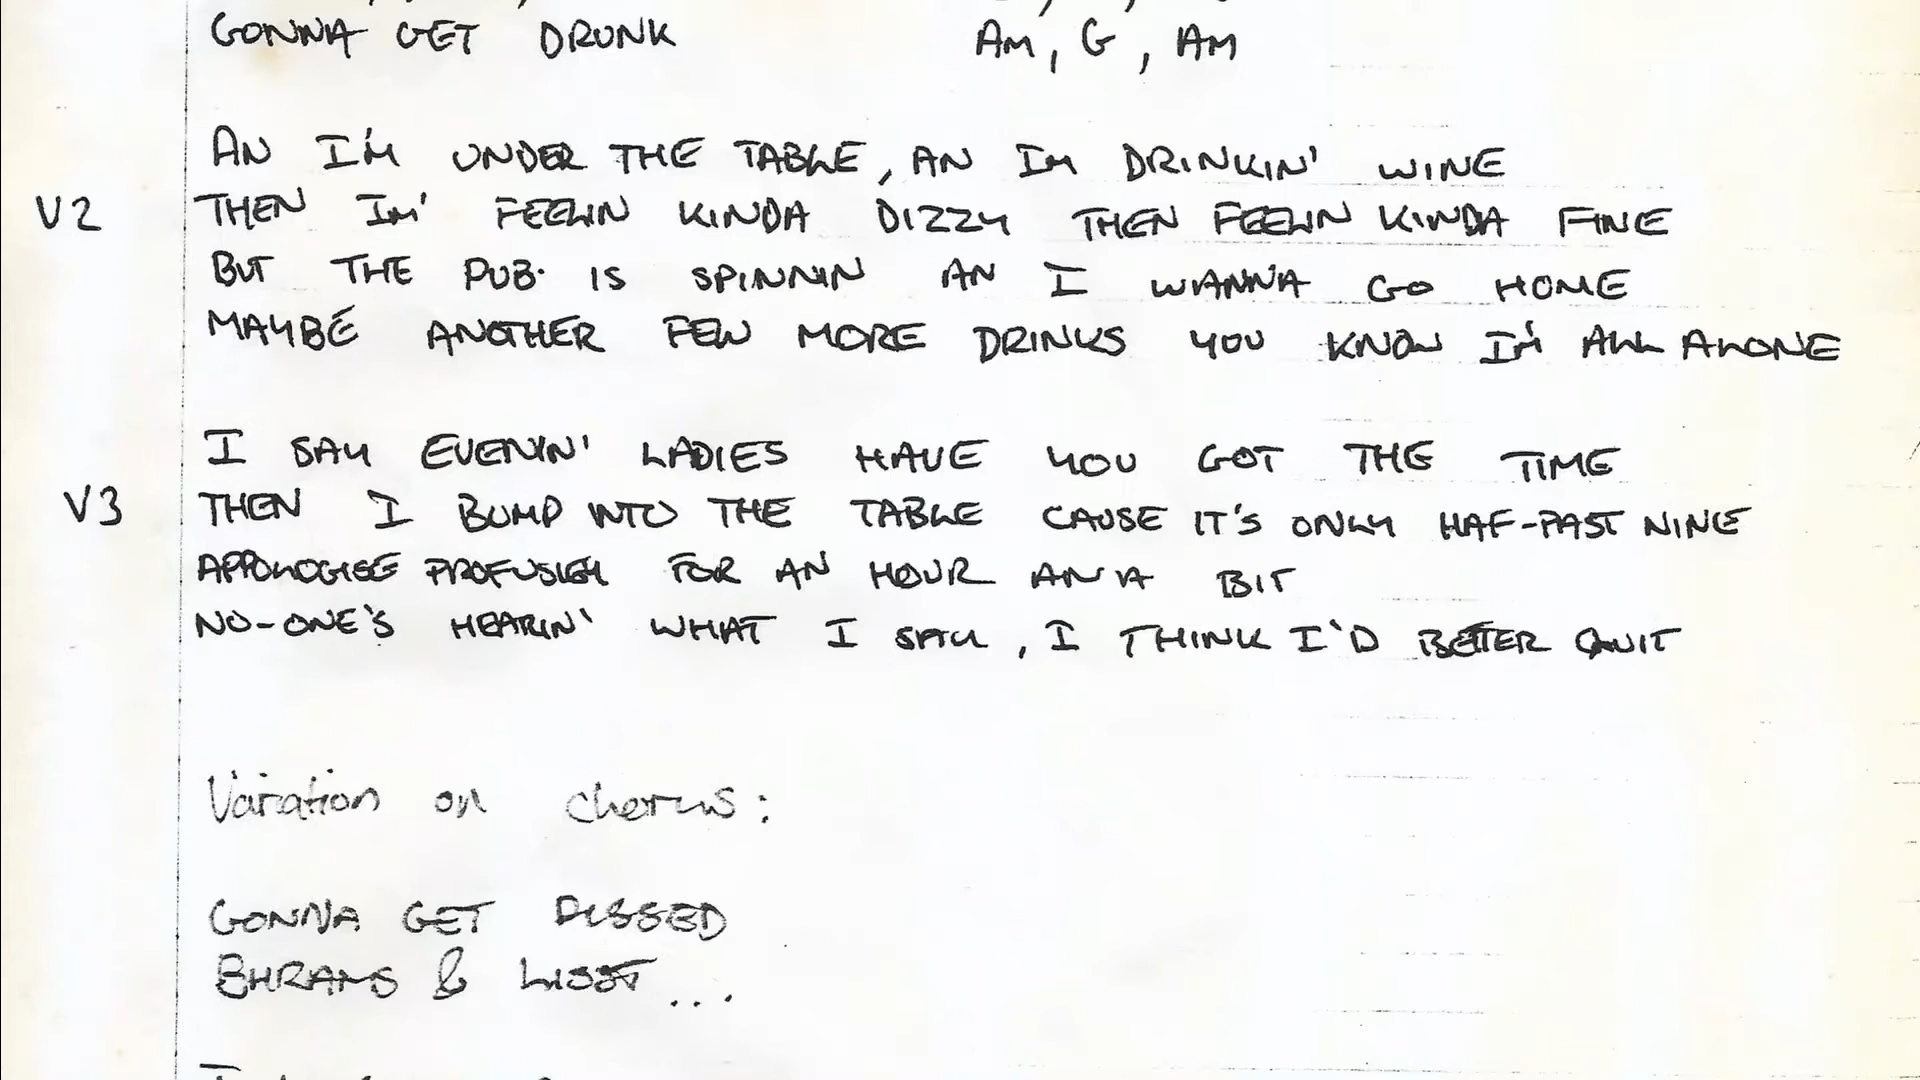 GONNA GET DRUNK AM, G, AM
AN I'M UNDER THE TABLE, AN IM DRINKIN' WINE
V2 THEN IM' FEELIN KINDA DIZZY THEN FEELIN KINDA FINE
BUT THE PUB. IS SPINNIN AN I WANNA GO HOME
MAYBE ANOTHER FEW MORE DRINKS YOU KNOW I'M ALL ALONE
I SAY EVENIN' LADIES HAVE YOU GOT THE TIME
V3 THEN I BUMP INTO THE TABLE CAUSE IT'S ONLY HAF-PAST NINE
APPOLOGISE PROFUSLEY FOR AN HOUR AN A BIT
NO-ONE'S HEARIN' WHAT I SAY, I THINK I'D BETTER QUIT
Variation on chorus:
GONNA GET PISSED
BHRAMS & LISST...